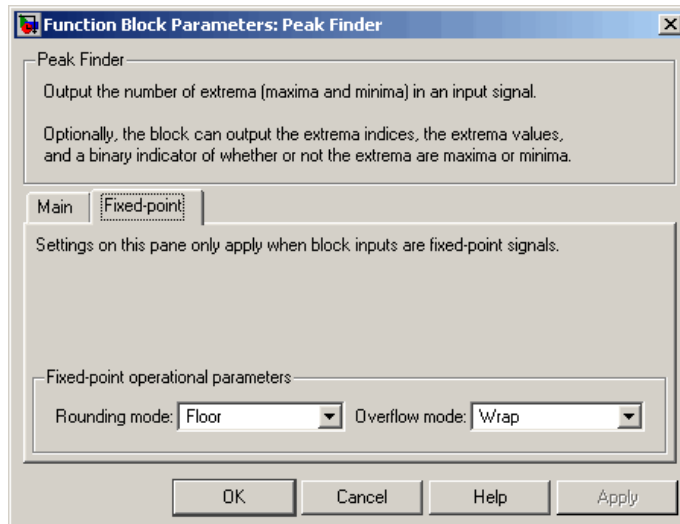 Function Block Parameters: Peak Finder
Peak Finder
Output the number of extrema (maxima and minima) in an input signal.
Optionally, the block can output the extrema indices, the extrema values,
and a binary indicator of whether or not the extrema are maxima or minima.
Main Fixed-point
Settings on this pane only apply when block inputs are fixed-point signals.
Fixed-point operational parameters
Rounding mode: Floor Overflow mode: Wrap
OK Cancel Help Apply